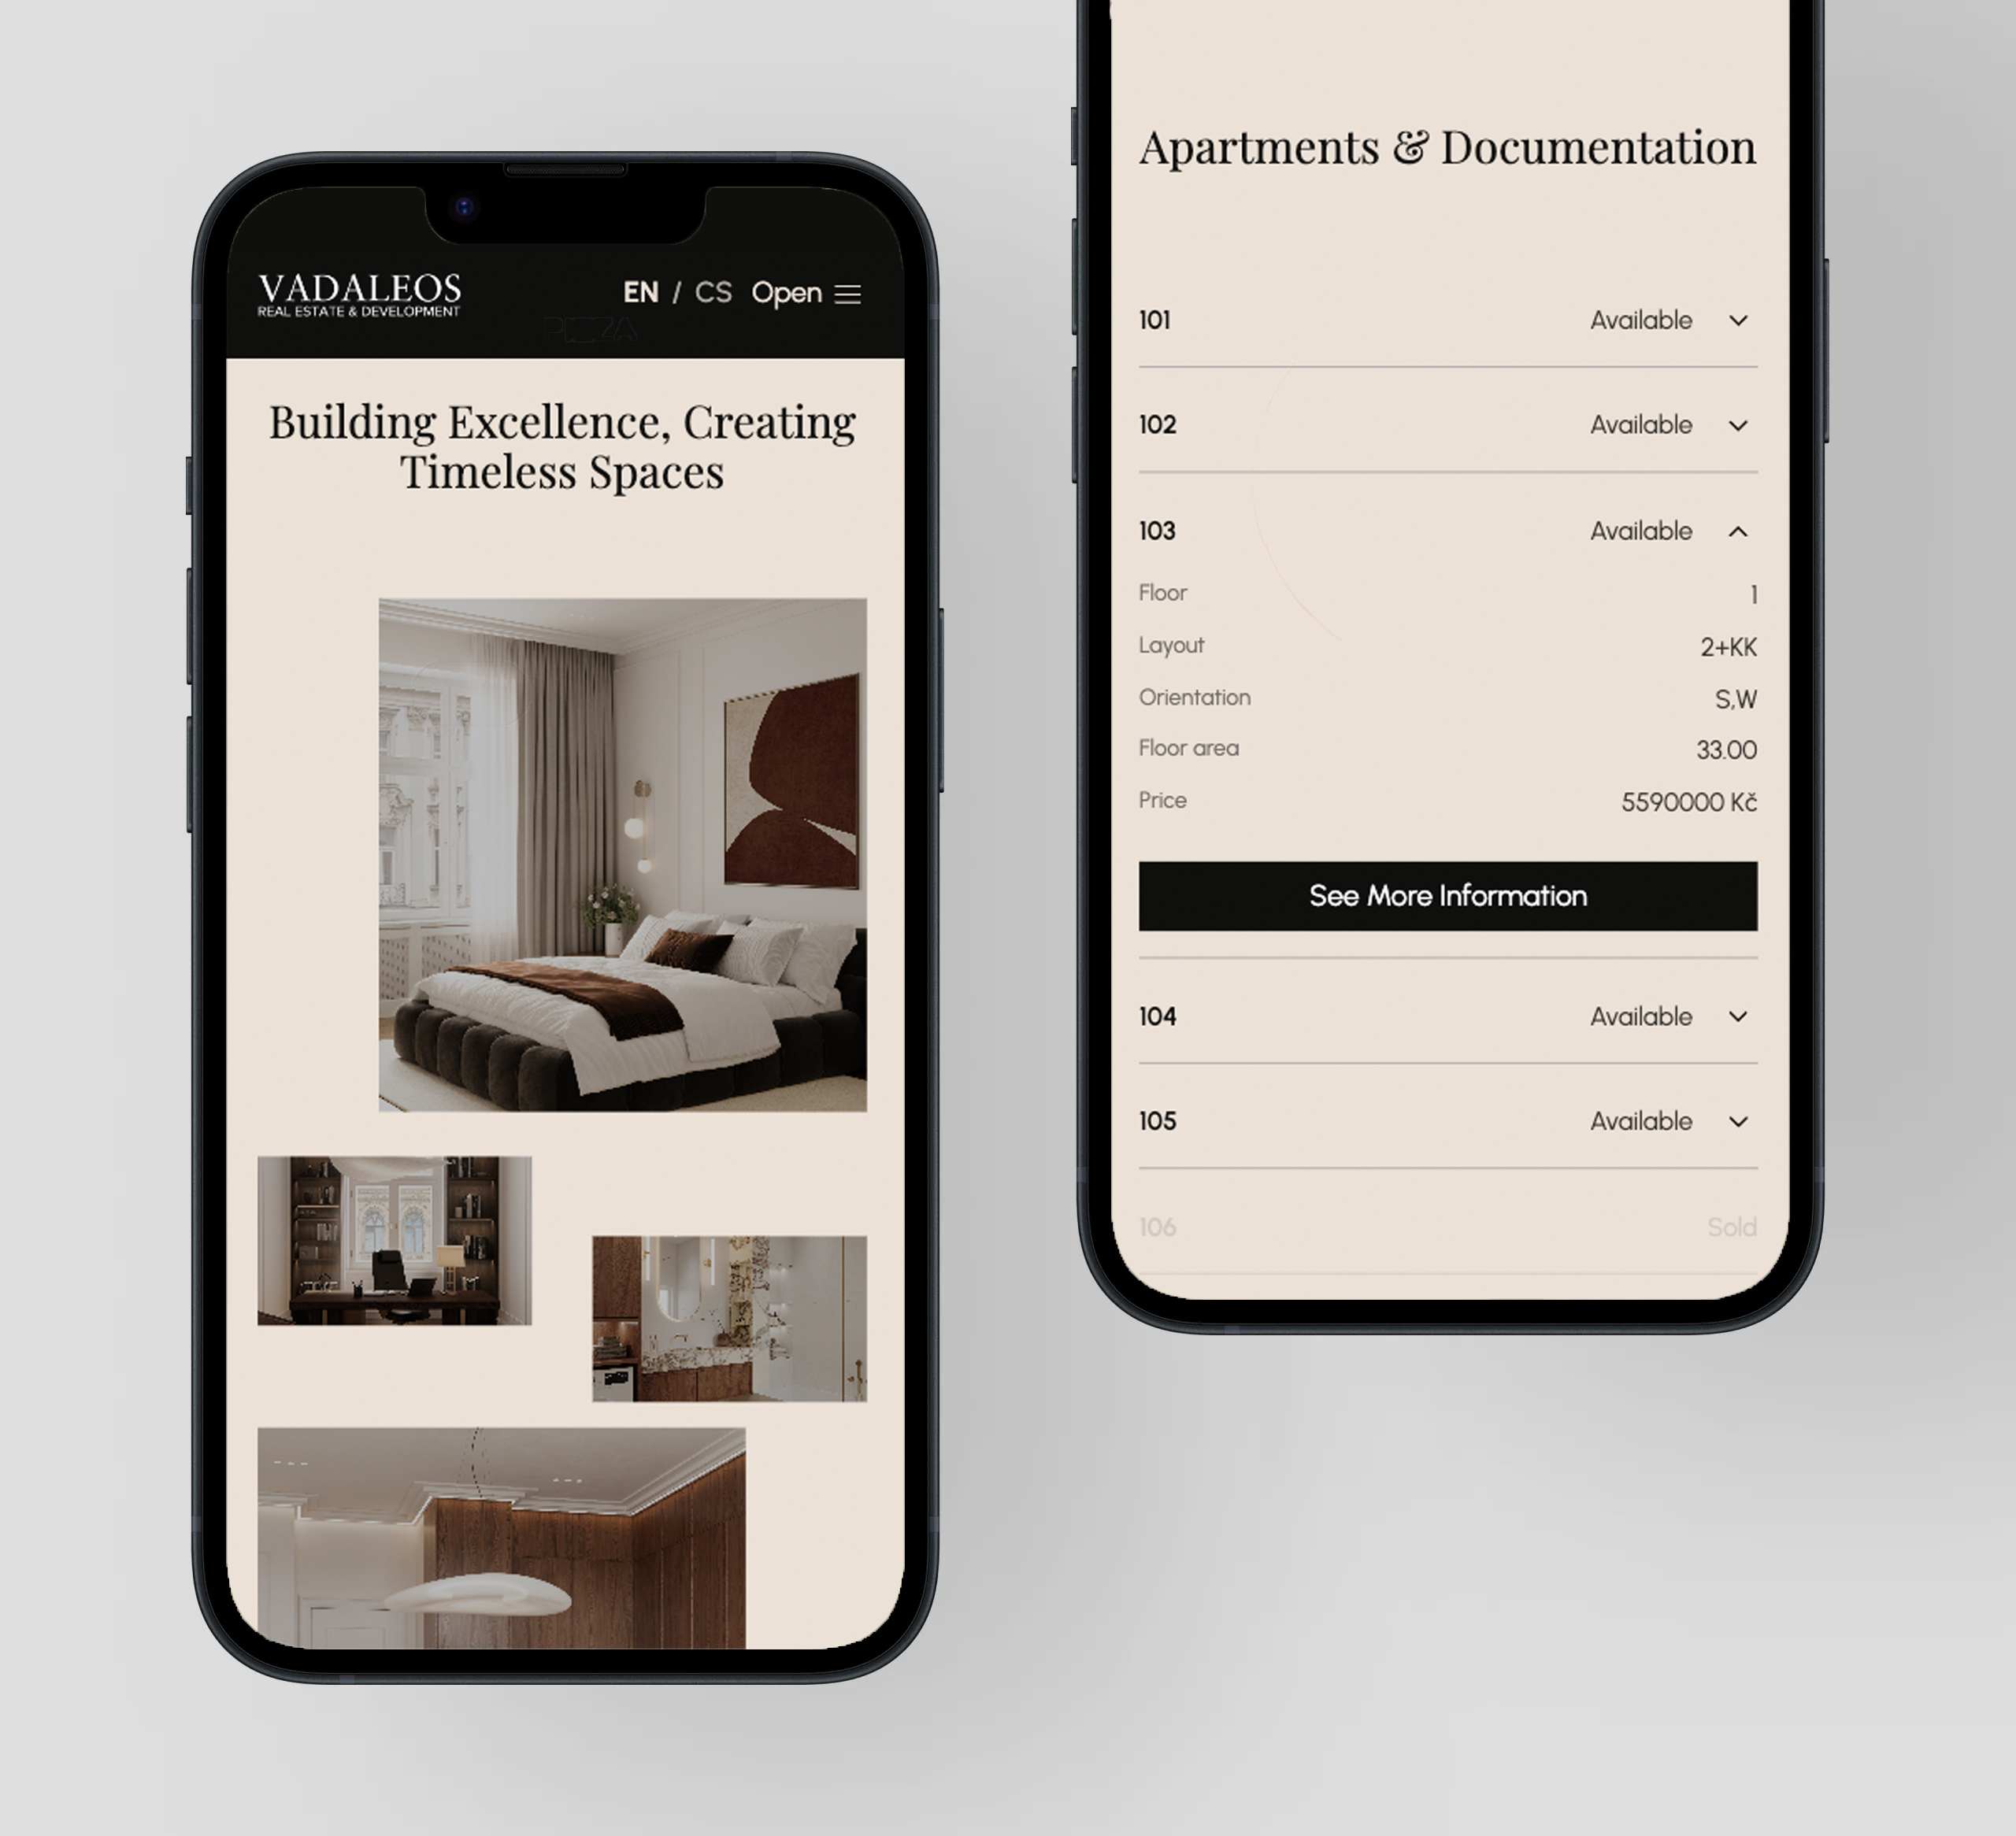 VADALEOS
REAL ESTATE & DEVELOPMENT
EN / CS Open
Building Excellence, Creating
Timeless Spaces
Apartments & Documentation
101 Available
102 Available
103 Available
Floor 1
Layout 2+KK
Orientation S,W
Floor area 33.00
Price 5590000 Kč
See More Information
104 Available
105 Available
106 Sold